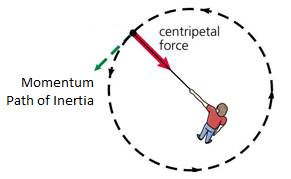 centripetal
force
Momentum
Path of Inertia